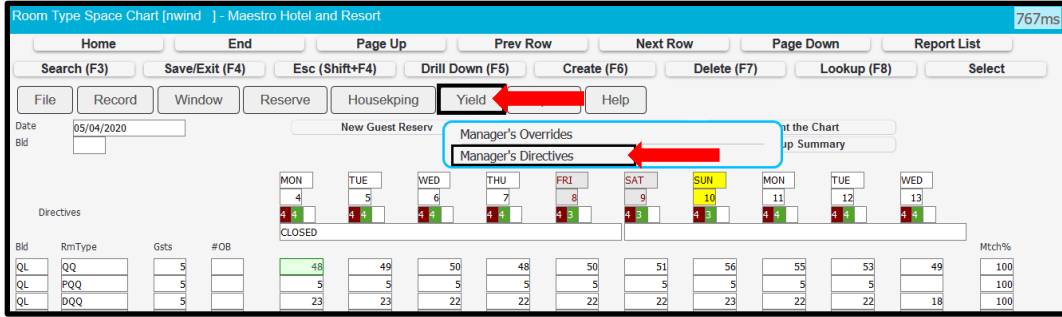 Room Type Space Chart [nwind ] - Maestro Hotel and Resort 767ms
Home End Page Up Prev Row Next Row Page Down Report List
Search (F3) Save/Exit (F4) Esc (Shift+F4) Drill Down (F5) Create (F6) Delete (F7) Lookup (F8) Select
File Record Window Reserve Housekping Yield Help
Date 05/04/2020 New Guest Reserv Manager's Overrides nt the Chart
Bld Manager's Directives up Summary
MON TUE WED THU FRI SAT SUN MON TUE WED
4 5 6 7 8 9 10 11 12 13
Directives 4 4 4 4 4 4 4 4 4 3 4 3 4 3 4 4 4 4 4 4
CLOSED
Bld RmType Gsts #OB Mtch%
QL QQ 5 48 49 50 48 50 51 56 55 53 49 100
QL PQQ 5 5 5 5 5 5 5 5 5 5 5 100
QL DQQ 5 23 23 22 22 22 22 23 22 22 18 100